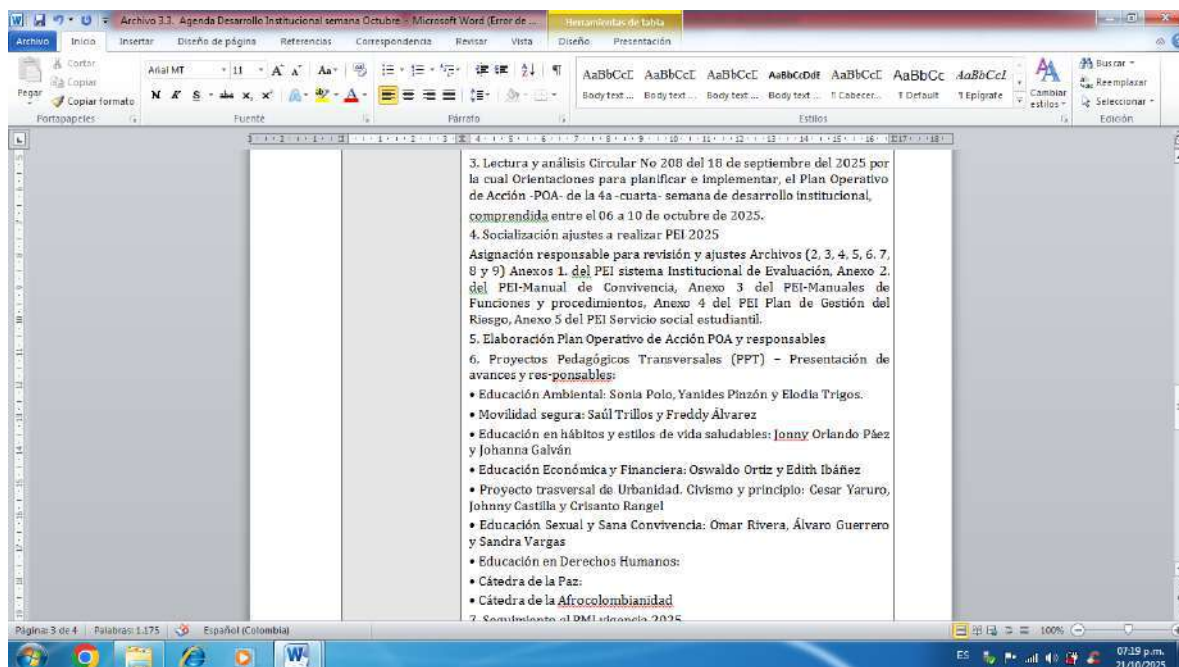 Archivo 3.3. Agenda Desarrollo Institucional semana Octubre - Microsoft Word (Error de ...
Herramientas de tabla
Archivo Inicio Insertar Diseño de página Referencias Correspondencia Revisar Vista Diseño Presentación
Cortar
Copiar
Copiar formato
Pegar
Portapapeles
Arial MT 11
N K S abc x, x
Fuente
Párrafo
AaBbCcE AaBbCcE AaBbCcE AaBbCcDdE AaBbCcE AaBbCc AaBbCcI
Body text ... Body text ... Body text ... Body text ... ¶ Cabecer... ¶ Default ¶ Epígrafe
Cambiar estilos
Estilos
Buscar
Reemplazar
Seleccionar
Edición
3. Lectura y análisis Circular No 208 del 18 de septiembre del 2025 por
la cual Orientaciones para planificar e implementar, el Plan Operativo
de Acción -POA- de la 4a -cuarta- semana de desarrollo institucional,
comprendida entre el 06 a 10 de octubre de 2025.
4. Socialización ajustes a realizar PEI 2025
Asignación responsable para revisión y ajustes Archivos (2, 3, 4, 5, 6. 7,
8 y 9) Anexos 1. del PEI sistema Institucional de Evaluación, Anexo 2.
del PEI-Manual de Convivencia, Anexo 3 del PEI-Manuales de
Funciones y procedimientos, Anexo 4 del PEI Plan de Gestión del
Riesgo, Anexo 5 del PEI Servicio social estudiantil.
5. Elaboración Plan Operativo de Acción POA y responsables
6. Proyectos Pedagógicos Transversales (PPT) – Presentación de
avances y res-ponsables:
• Educación Ambiental: Sonia Polo, Yanides Pinzón y Elodia Trigos.
• Movilidad segura: Saúl Trillos y Freddy Álvarez
• Educación en hábitos y estilos de vida saludables: Jonny Orlando Páez
y Johanna Galván
• Educación Económica y Financiera: Oswaldo Ortiz y Edith Ibáñez
• Proyecto trasversal de Urbanidad. Civismo y principio: Cesar Yaruro,
Johnny Castilla y Crisanto Rangel
• Educación Sexual y Sana Convivencia: Omar Rivera, Álvaro Guerrero
y Sandra Vargas
• Educación en Derechos Humanos:
• Cátedra de la Paz:
• Cátedra de la Afrocolombianidad
7. Seguimiento al PMI vigencia 2025
Página: 3 de 4 Palabras: 1.175 Español (Colombia) 100%
ES 07:19 p.m.
21/10/2025